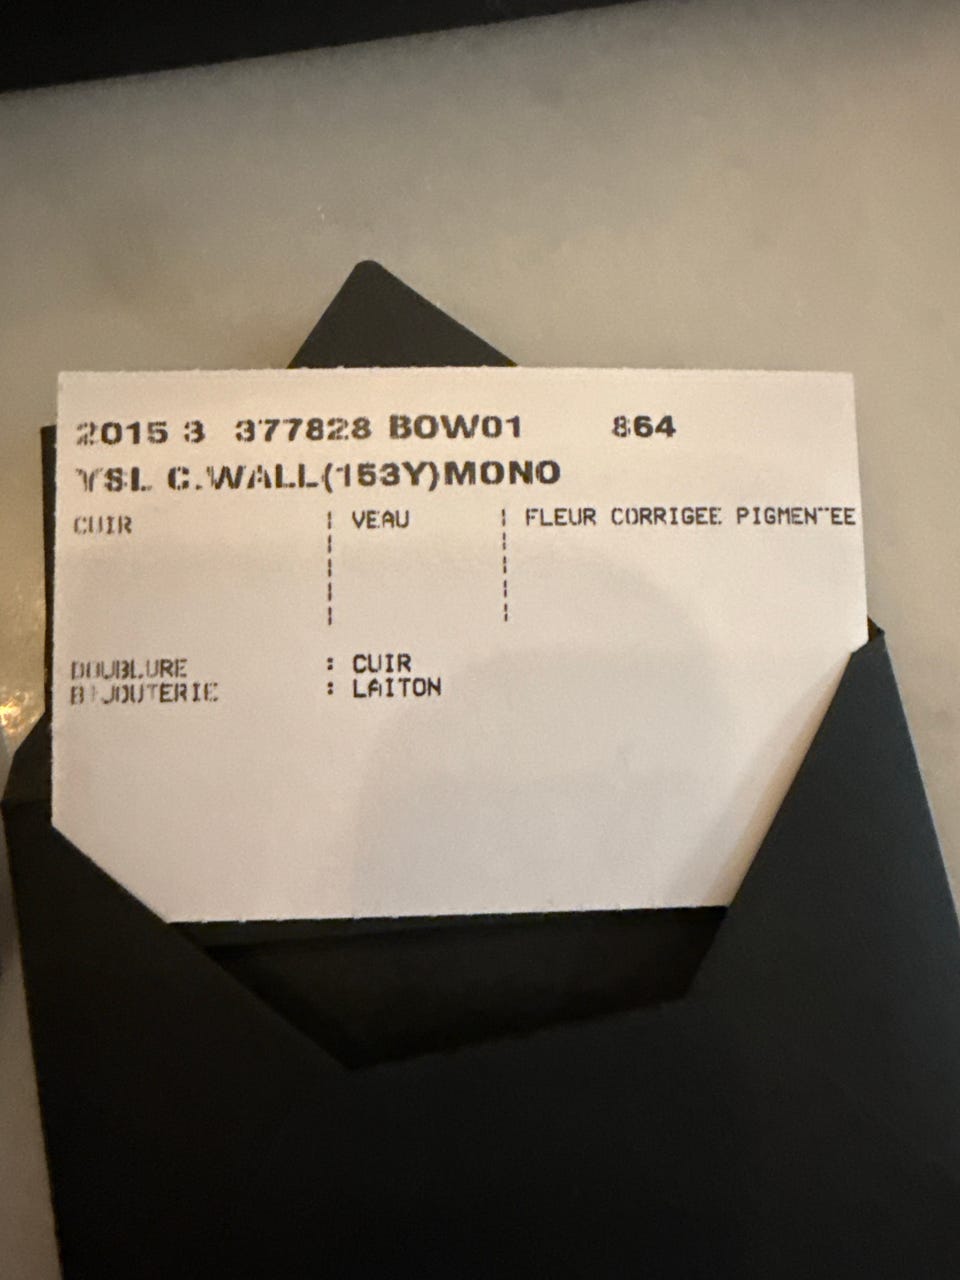 2015 3 377828 BOW01 864
YSL C.WALL(153Y)MONO
CUIR ¦ VEAU ¦ FLEUR CORRIGEE PIGMENTEE
DOUBLURE : CUIR
BIJOUTERIE : LAITON